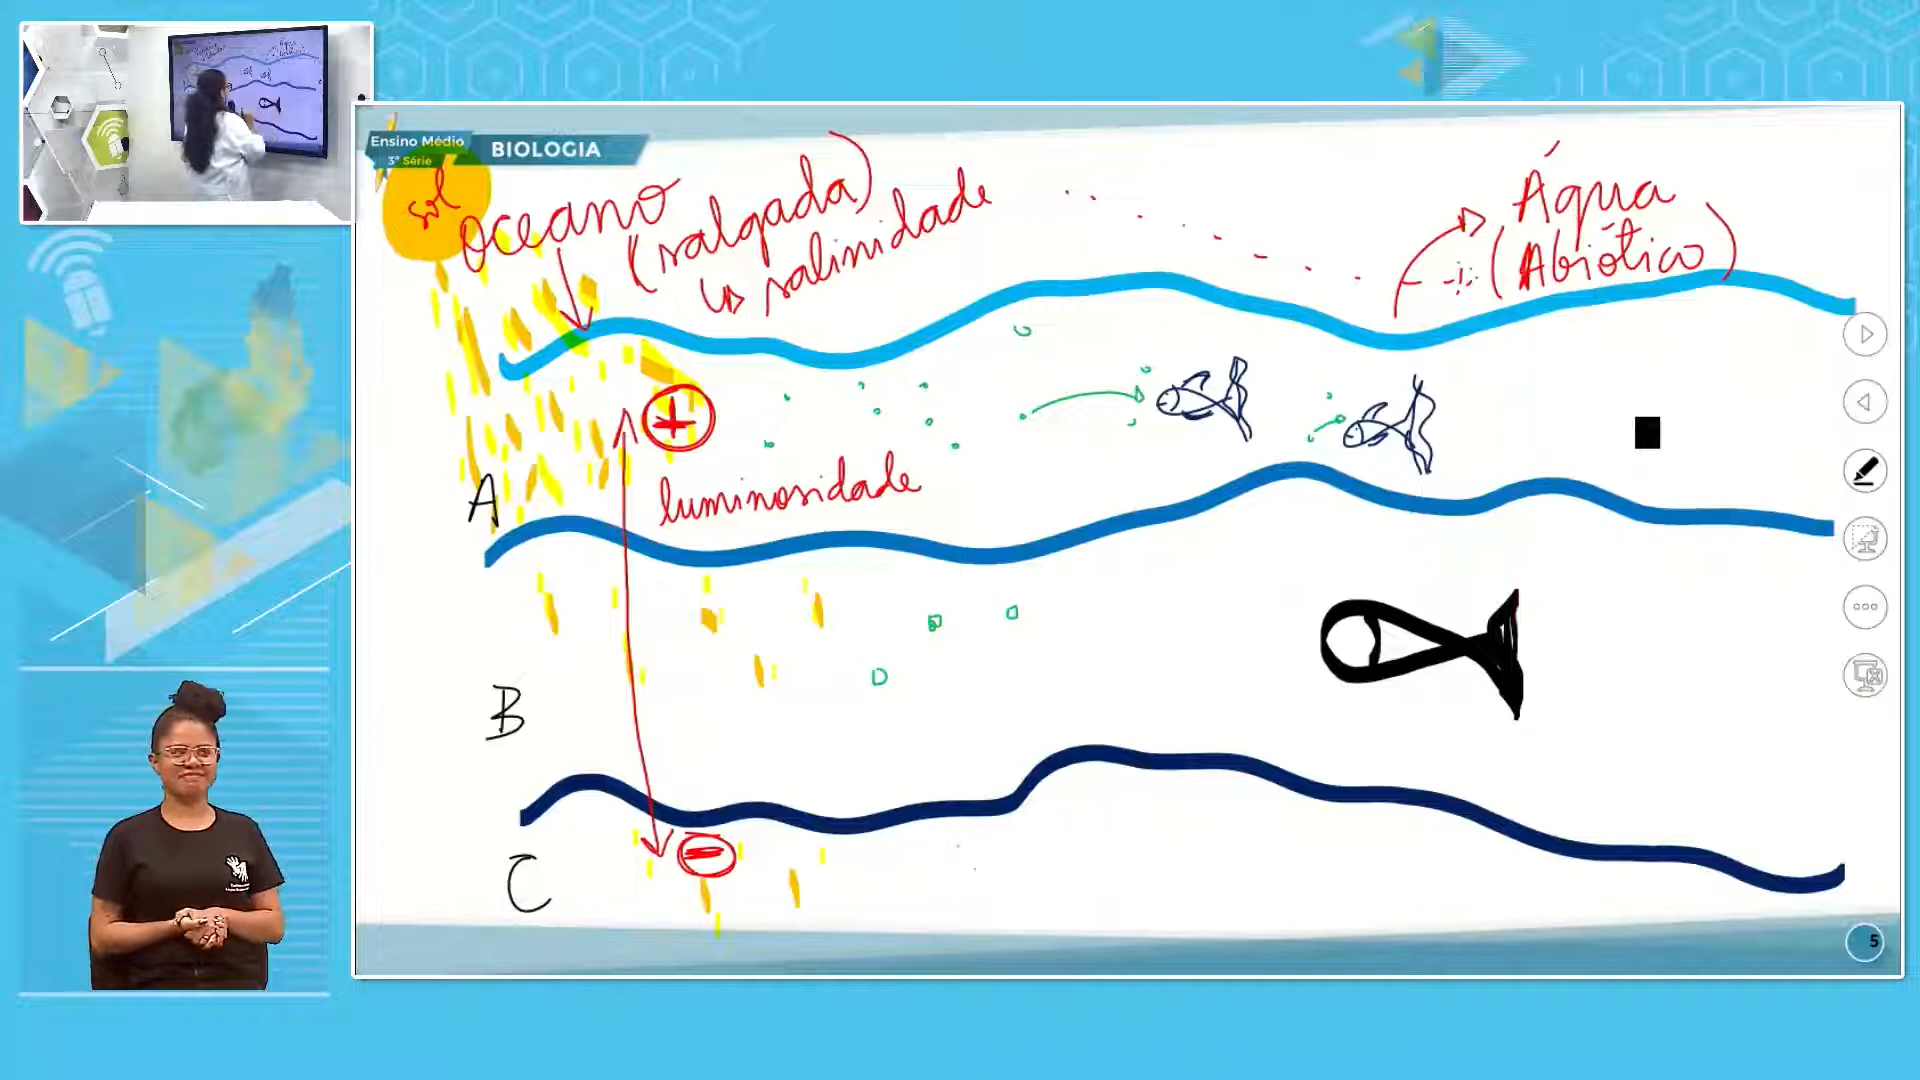 Ensino Médio
3ª Série
BIOLOGIA
sol
oceano
(salgada)
salinidade
Água
(Abiótico)
+
A
luminosidade
B
-
C
5